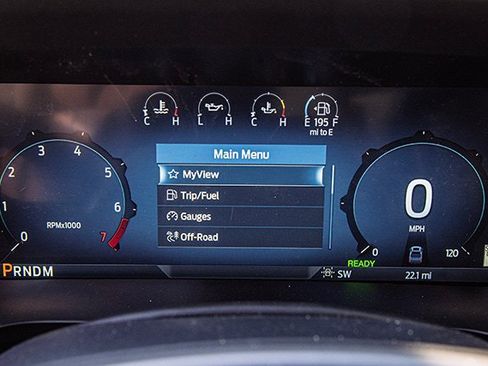 C H L H C H E 195 F
mi to E
Main Menu
MyView
Trip/Fuel
Gauges
Off-Road
0 1 2 3 4 5 6 7
RPMx1000
0
MPH
0 120
READY
PRNDM
SW
22.1 mi